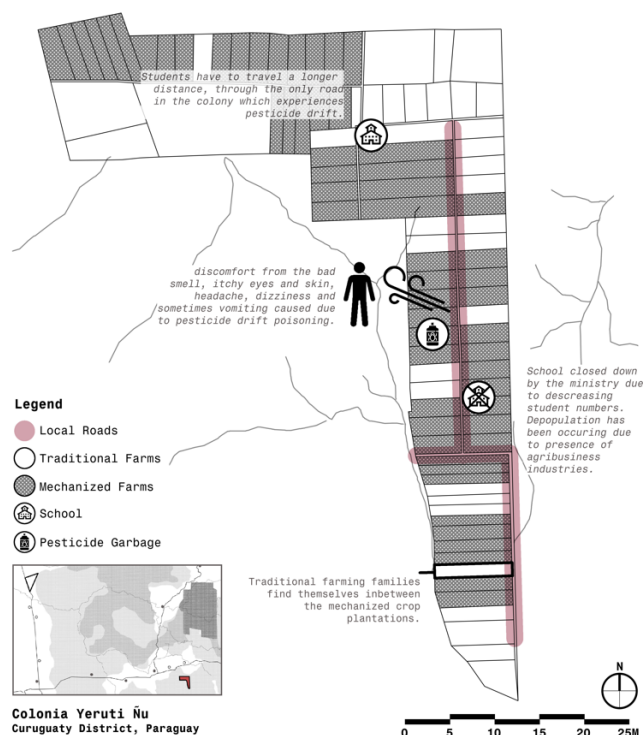 Students have to travel a longer
distance, through the only road
in the colony which experiences
pesticide drift.
discomfort from the bad
smell, itchy eyes and skin,
headache, dizziness and
sometimes vomiting caused due
to pesticide drift poisoning.
School closed down
by the ministry due
to descreasing
student numbers.
Depopulation has
been occuring due
to presence of
agribusiness
industries.
Legend
Local Roads
Traditional Farms
Mechanized Farms
School
Pesticide Garbage
Traditional farming families
find themselves inbetween
the mechanized crop
plantations.
N
Colonia Yeruti Ñu
Curuguaty District, Paraguay
0 5 10 15 20 25M